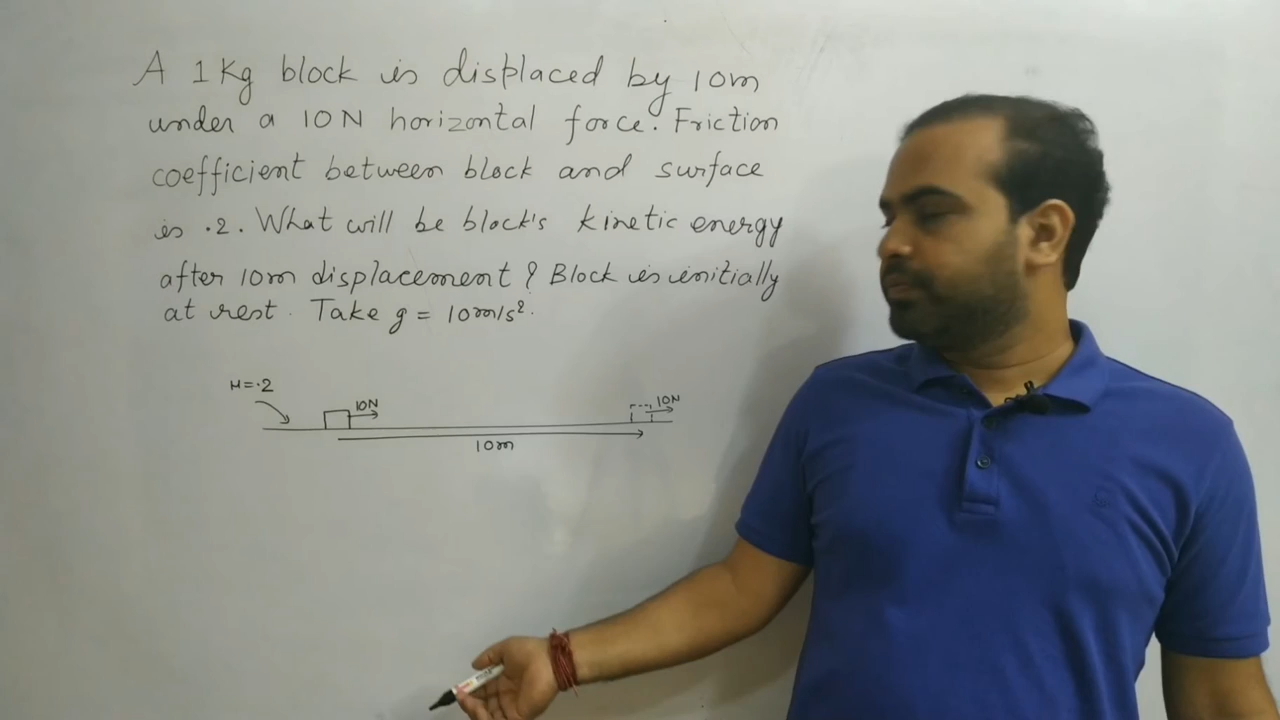 A 1 Kg block is displaced by 10m
under a 10N horizontal force. Friction
coefficient between block and surface
is .2. What will be block's kinetic energy
after 10m displacement? Block is initially
at rest. Take g = 10m/s².
μ=.2
10N
10N
10m